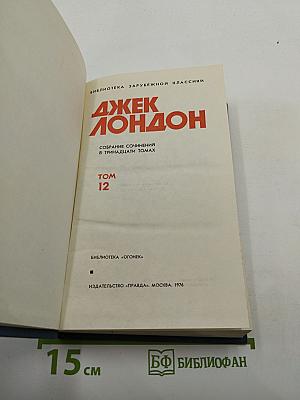 БИБЛИОТЕКА ЗАРУБЕЖНОЙ КЛАССИКИ
ДЖЕК
ЛОНДОН
СОБРАНИЕ СОЧИНЕНИЙ
В ТРИНАДЦАТИ ТОМАХ
ТОМ
12
БИБЛИОТЕКА «ОГОНЕК»
ИЗДАТЕЛЬСТВО «ПРАВДА». МОСКВА. 1976
15 см
БФ БИБЛИОФАН